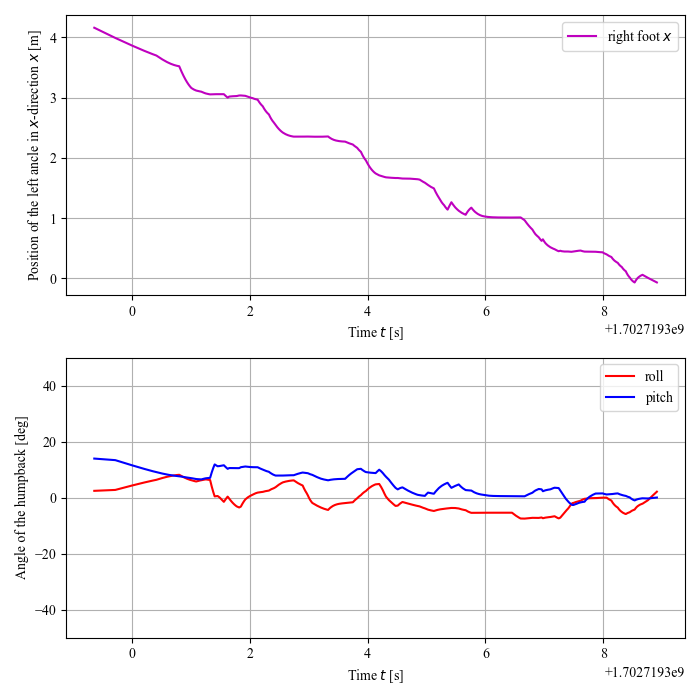 right foot x
Position of the left angle in x-direction x [m]
4
3
2
1
0
0 2 4 6 8
Time t [s]
+1.7027193e9
roll
pitch
Angle of the humpback [deg]
40
20
0
−20
−40
0 2 4 6 8
Time t [s]
+1.7027193e9